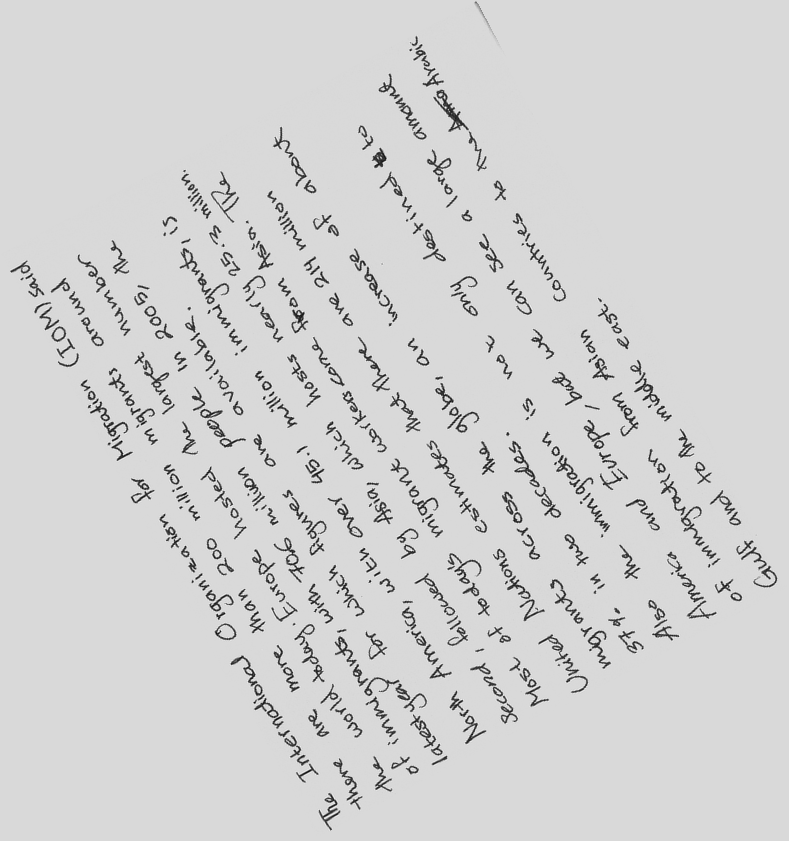 The International Organization for Migration (IOM) said
there are more than 200 million migrants around
the world today. Europe hosted the largest number
of immigrants, with 70.6 million people in 2005, the
latest year for which figures are available.
North America, with over 45.1 million immigrants, is
second, followed by Asia, which hosts nearly 25.3 million.
Most of today's migrant workers come from Asia. The
United Nations estimates that there are 214 million
migrants across the globe, an increase of about
37% in two decades.
Also the immigration is not only destined to
America and Europe, but we can see a large amount
of immigration from Asian countries to the Arabic
Gulf and to the middle east.